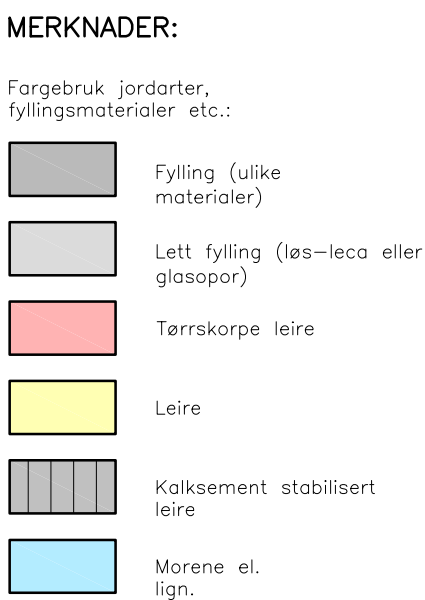 MERKNADER:
Fargebruk jordarter,
fyllingsmaterialer etc.:
Fylling (ulike
materialer)
Lett fylling (løs-leca eller
glasopor)
Tørrskorpe leire
Leire
Kalksement stabilisert
leire
Morene el.
lign.